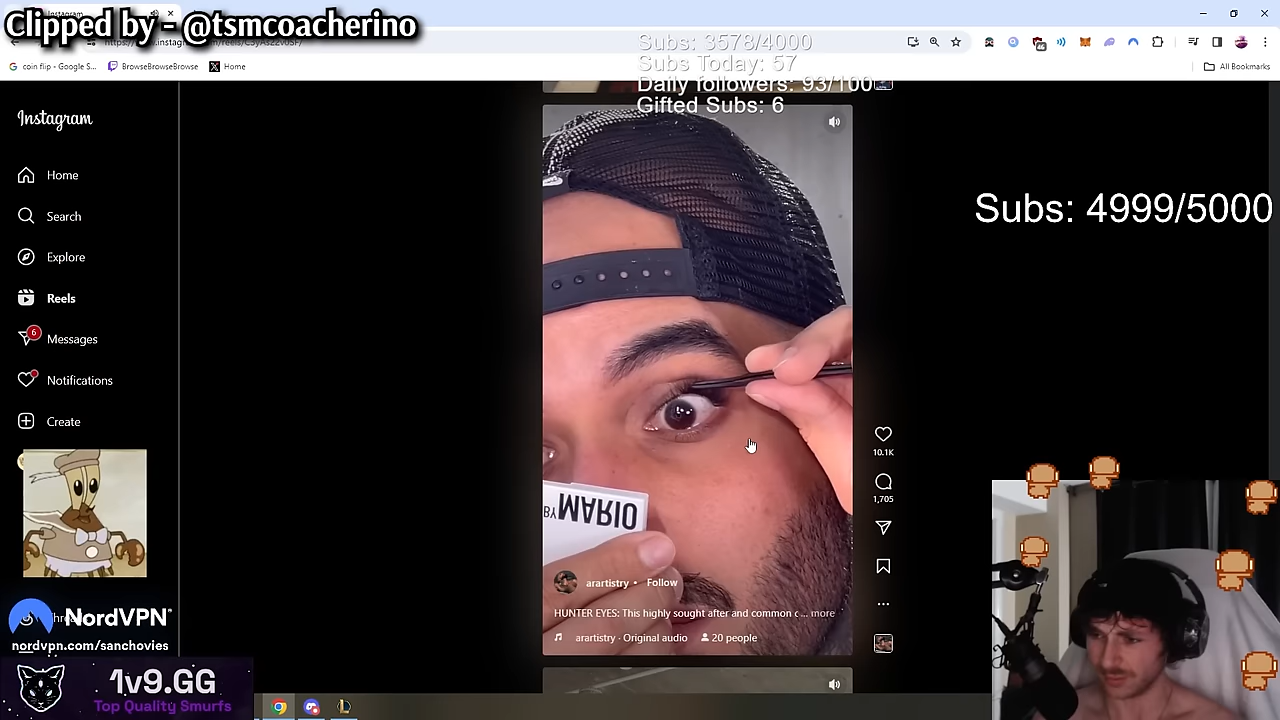 Instagram
Clipped by - @tsmcoacherino
coin flip - Google S...
BrowseBrowseBrowse
Home
All Bookmarks
Subs: 3578/4000
Subs Today: 57
Daily followers: 93/100
Gifted Subs: 6
Subs: 4999/5000
Instagram
Home
Search
Explore
Reels
6
Messages
Notifications
Create
NordVPN
nordvpn.com/sanchovies
1v9.GG
Top Quality Smurfs
BY MARIO
10.1K
1,705
arartistry • Follow
HUNTER EYES: This highly sought after and common c ... more
arartistry · Original audio
20 people